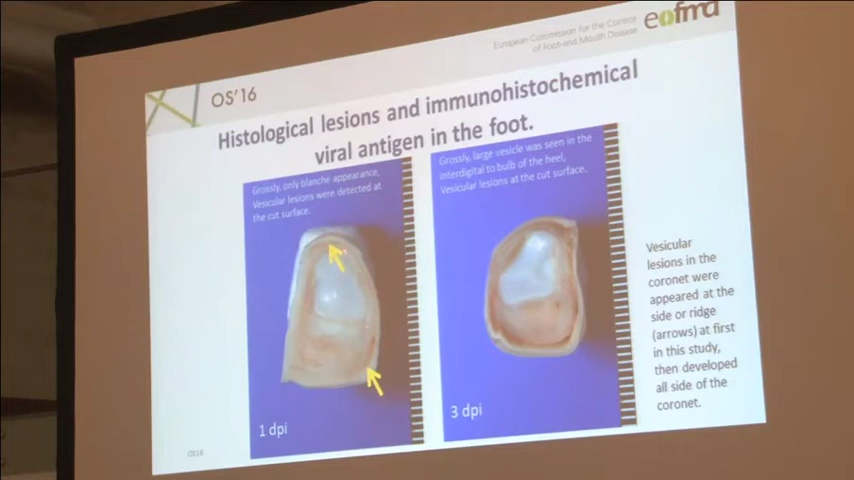 European Commission for the Control
of Foot-and-Mouth Disease
eofmd
OS'16
Histological lesions and immunohistochemical
viral antigen in the foot.
Grossly, only blanche appearance,
Vesicular lesions were detected at
the cut surface.
1 dpi
Grossly, large vesicle was seen in the
interdigital to bulb of the heel,
Vesicular lesions at the cut surface.
3 dpi
Vesicular
lesions in the
coronet were
appeared at the
side or ridge
(arrows) at first
in this study,
then developed
all side of the
coronet.
OS16